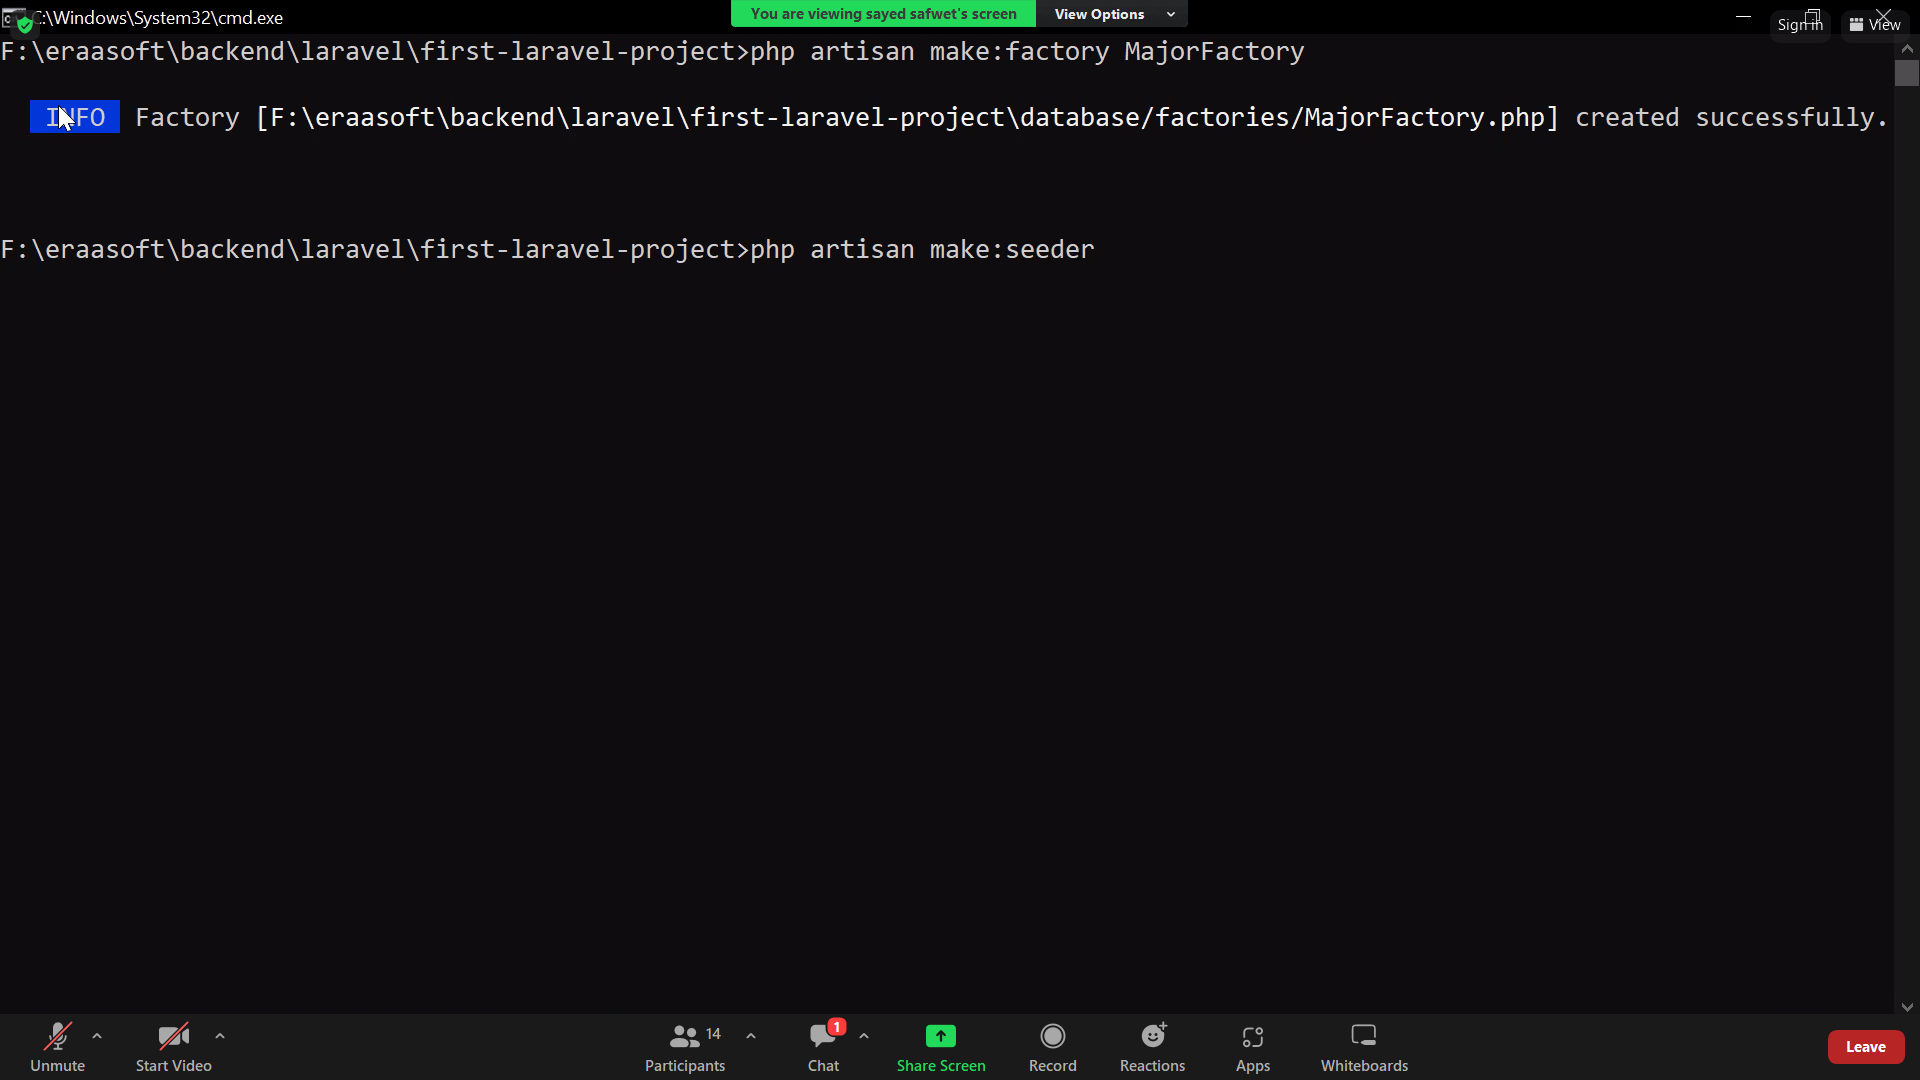 C:\Windows\System32\cmd.exe
You are viewing sayed safwet's screen
View Options
Sign in
View
F:\eraasoft\backend\laravel\first-laravel-project>php artisan make:factory MajorFactory
INFO Factory [F:\eraasoft\backend\laravel\first-laravel-project\database/factories/MajorFactory.php] created successfully.
F:\eraasoft\backend\laravel\first-laravel-project>php artisan make:seeder
14
1
Unmute
Start Video
Participants
Chat
Share Screen
Record
Reactions
Apps
Whiteboards
Leave